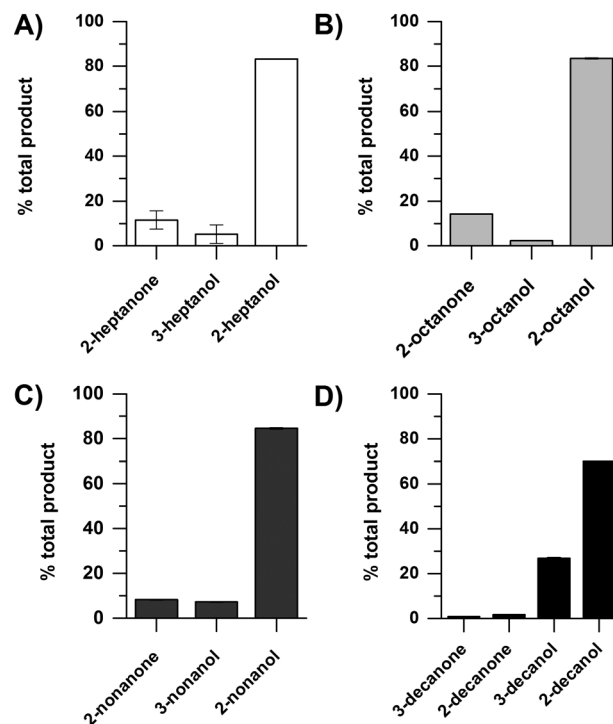 A)
% total product
100
80
60
40
20
0
2-heptanone
3-heptanol
2-heptanol
B)
% total product
100
80
60
40
20
0
2-octanone
3-octanol
2-octanol
C)
% total product
100
80
60
40
20
0
2-nonanone
3-nonanol
2-nonanol
D)
% total product
100
80
60
40
20
0
3-decanone
2-decanone
3-decanol
2-decanol